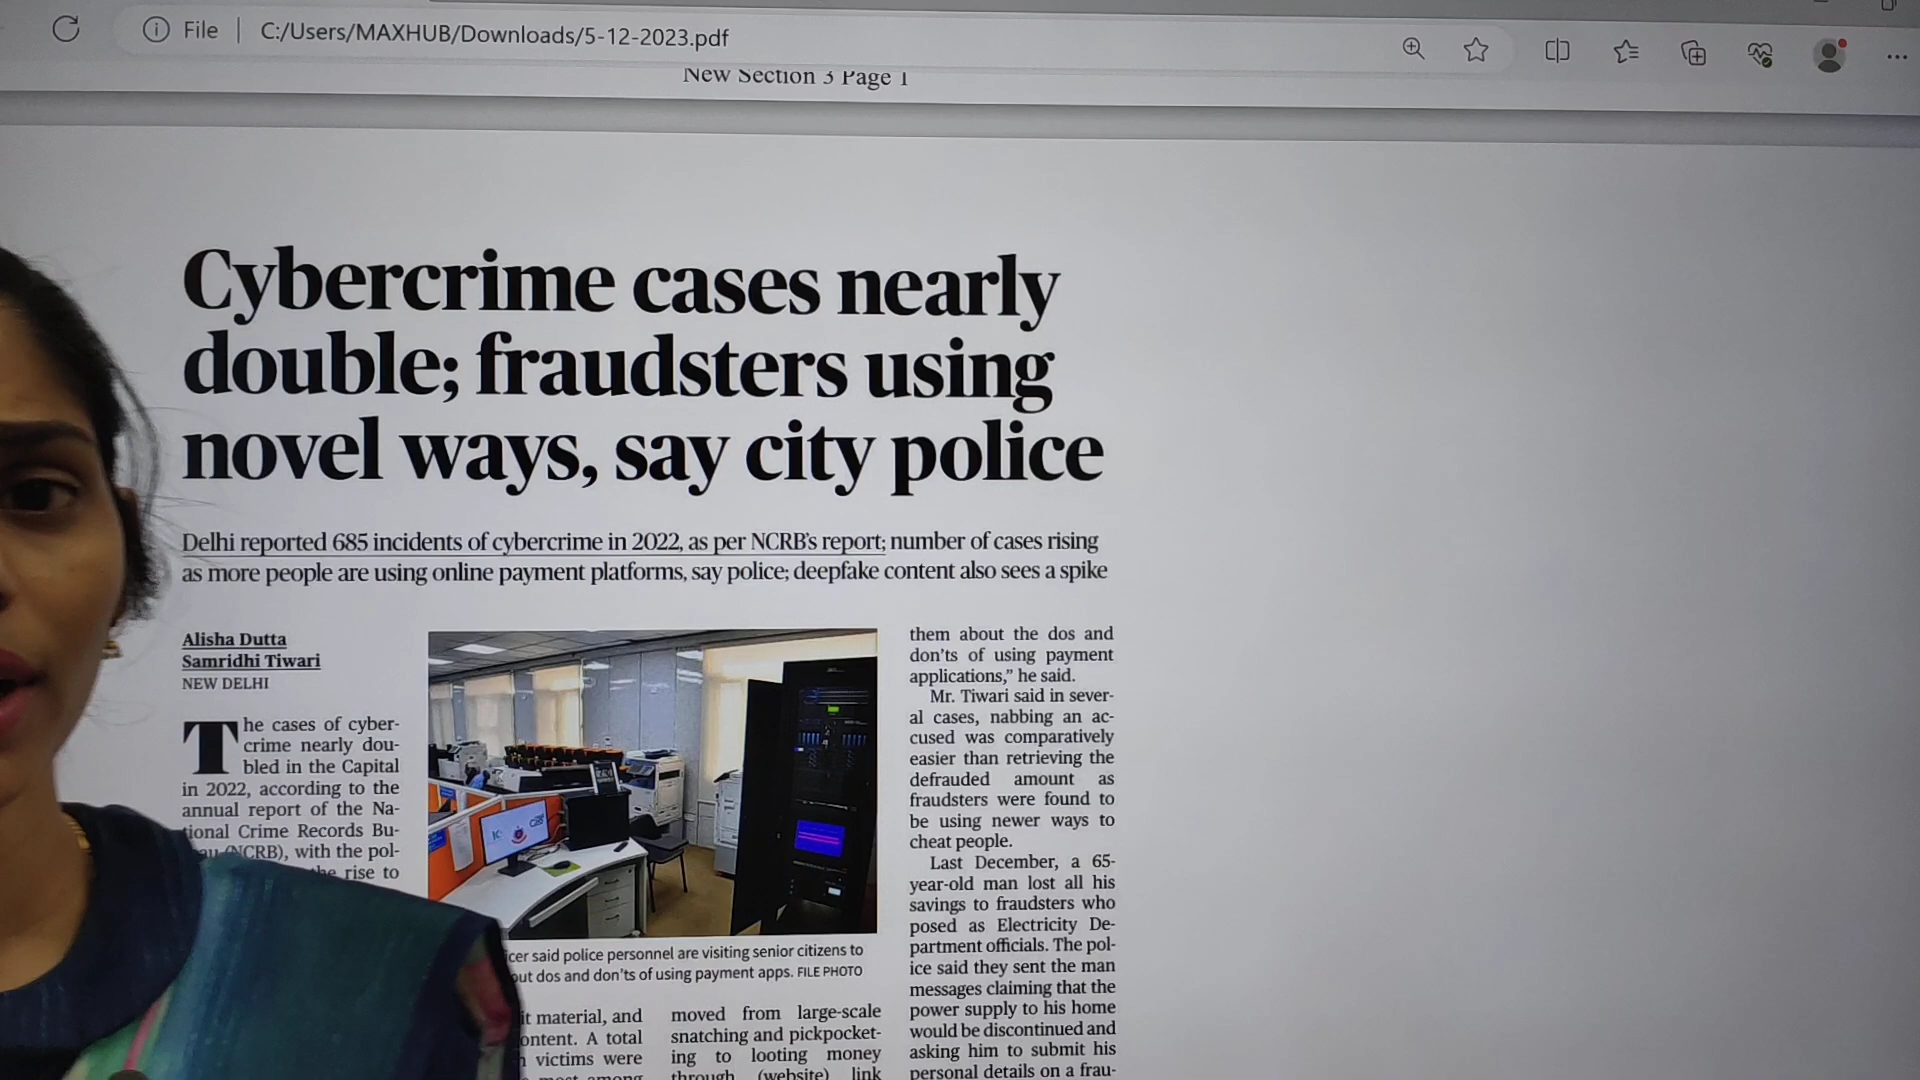 File | C:/Users/MAXHUB/Downloads/5-12-2023.pdf
New Section 3 Page 1
Cybercrime cases nearly
double; fraudsters using
novel ways, say city police
Delhi reported 685 incidents of cybercrime in 2022, as per NCRB's report; number of cases rising
as more people are using online payment platforms, say police; deepfake content also sees a spike
Alisha Dutta
Samridhi Tiwari
NEW DELHI
The cases of cyber-
crime nearly dou-
bled in the Capital
in 2022, according to the
annual report of the Na-
tional Crime Records Bu-
(NCRB), with the pol-
rise to
said police personnel are visiting senior citizens to
dos and don'ts of using payment apps. FILE PHOTO
it material, and
A total
victims were
most among
moved from large-scale
snatching and pickpocket-
ing to looting money
through (website) link
them about the dos and
don'ts of using payment
applications," he said.
Mr. Tiwari said in sever-
al cases, nabbing an ac-
cused was comparatively
easier than retrieving the
defrauded amount as
fraudsters were found to
be using newer ways to
cheat people.
Last December, a 65-
year-old man lost all his
savings to fraudsters who
posed as Electricity De-
partment officials. The pol-
ice said they sent the man
messages claiming that the
power supply to his home
would be discontinued and
asking him to submit his
personal details on a frau-